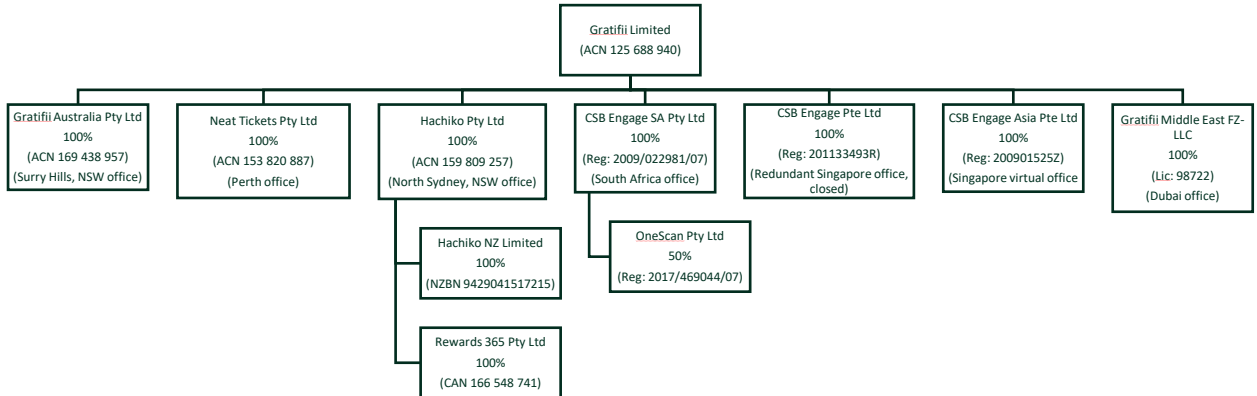 Gratifii Limited
(ACN 125 688 940)
Gratifii Australia Pty Ltd
100%
(ACN 169 438 957)
(Surry Hills, NSW office)
Neat Tickets Pty Ltd
100%
(ACN 153 820 887)
(Perth office)
Hachiko Pty Ltd
100%
(ACN 159 809 257)
(North Sydney, NSW office)
CSB Engage SA Pty Ltd
100%
(Reg: 2009/022981/07)
(South Africa office)
CSB Engage Pte Ltd
100%
(Reg: 201133493R)
(Redundant Singapore office,
closed)
CSB Engage Asia Pte Ltd
100%
(Reg: 200901525Z)
(Singapore virtual office
Gratifii Middle East FZ-
LLC
100%
(Lic: 98722)
(Dubai office)
Hachiko NZ Limited
100%
(NZBN 9429041517215)
OneScan Pty Ltd
50%
(Reg: 2017/469044/07)
Rewards 365 Pty Ltd
100%
(CAN 166 548 741)